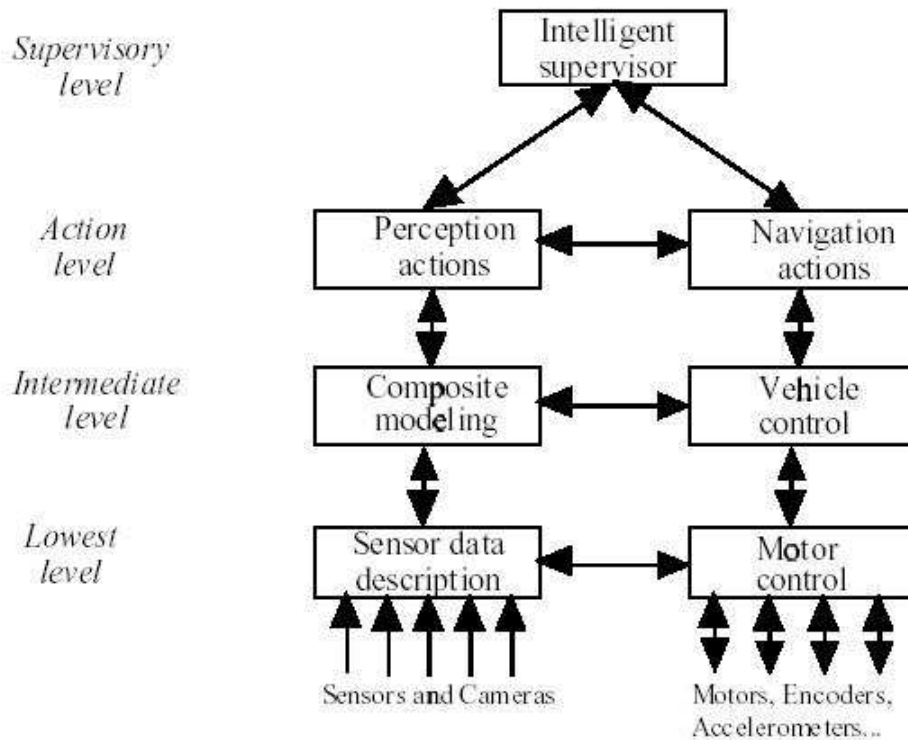 Supervisory
level
Intelligent
supervisor
Action
level
Perception
actions
Navigation
actions
Intermediate
level
Composite
modeling
Vehicle
control
Lowest
level
Sensor data
description
Motor
control
Sensors and Cameras
Motors, Encoders,
Accelerometers...